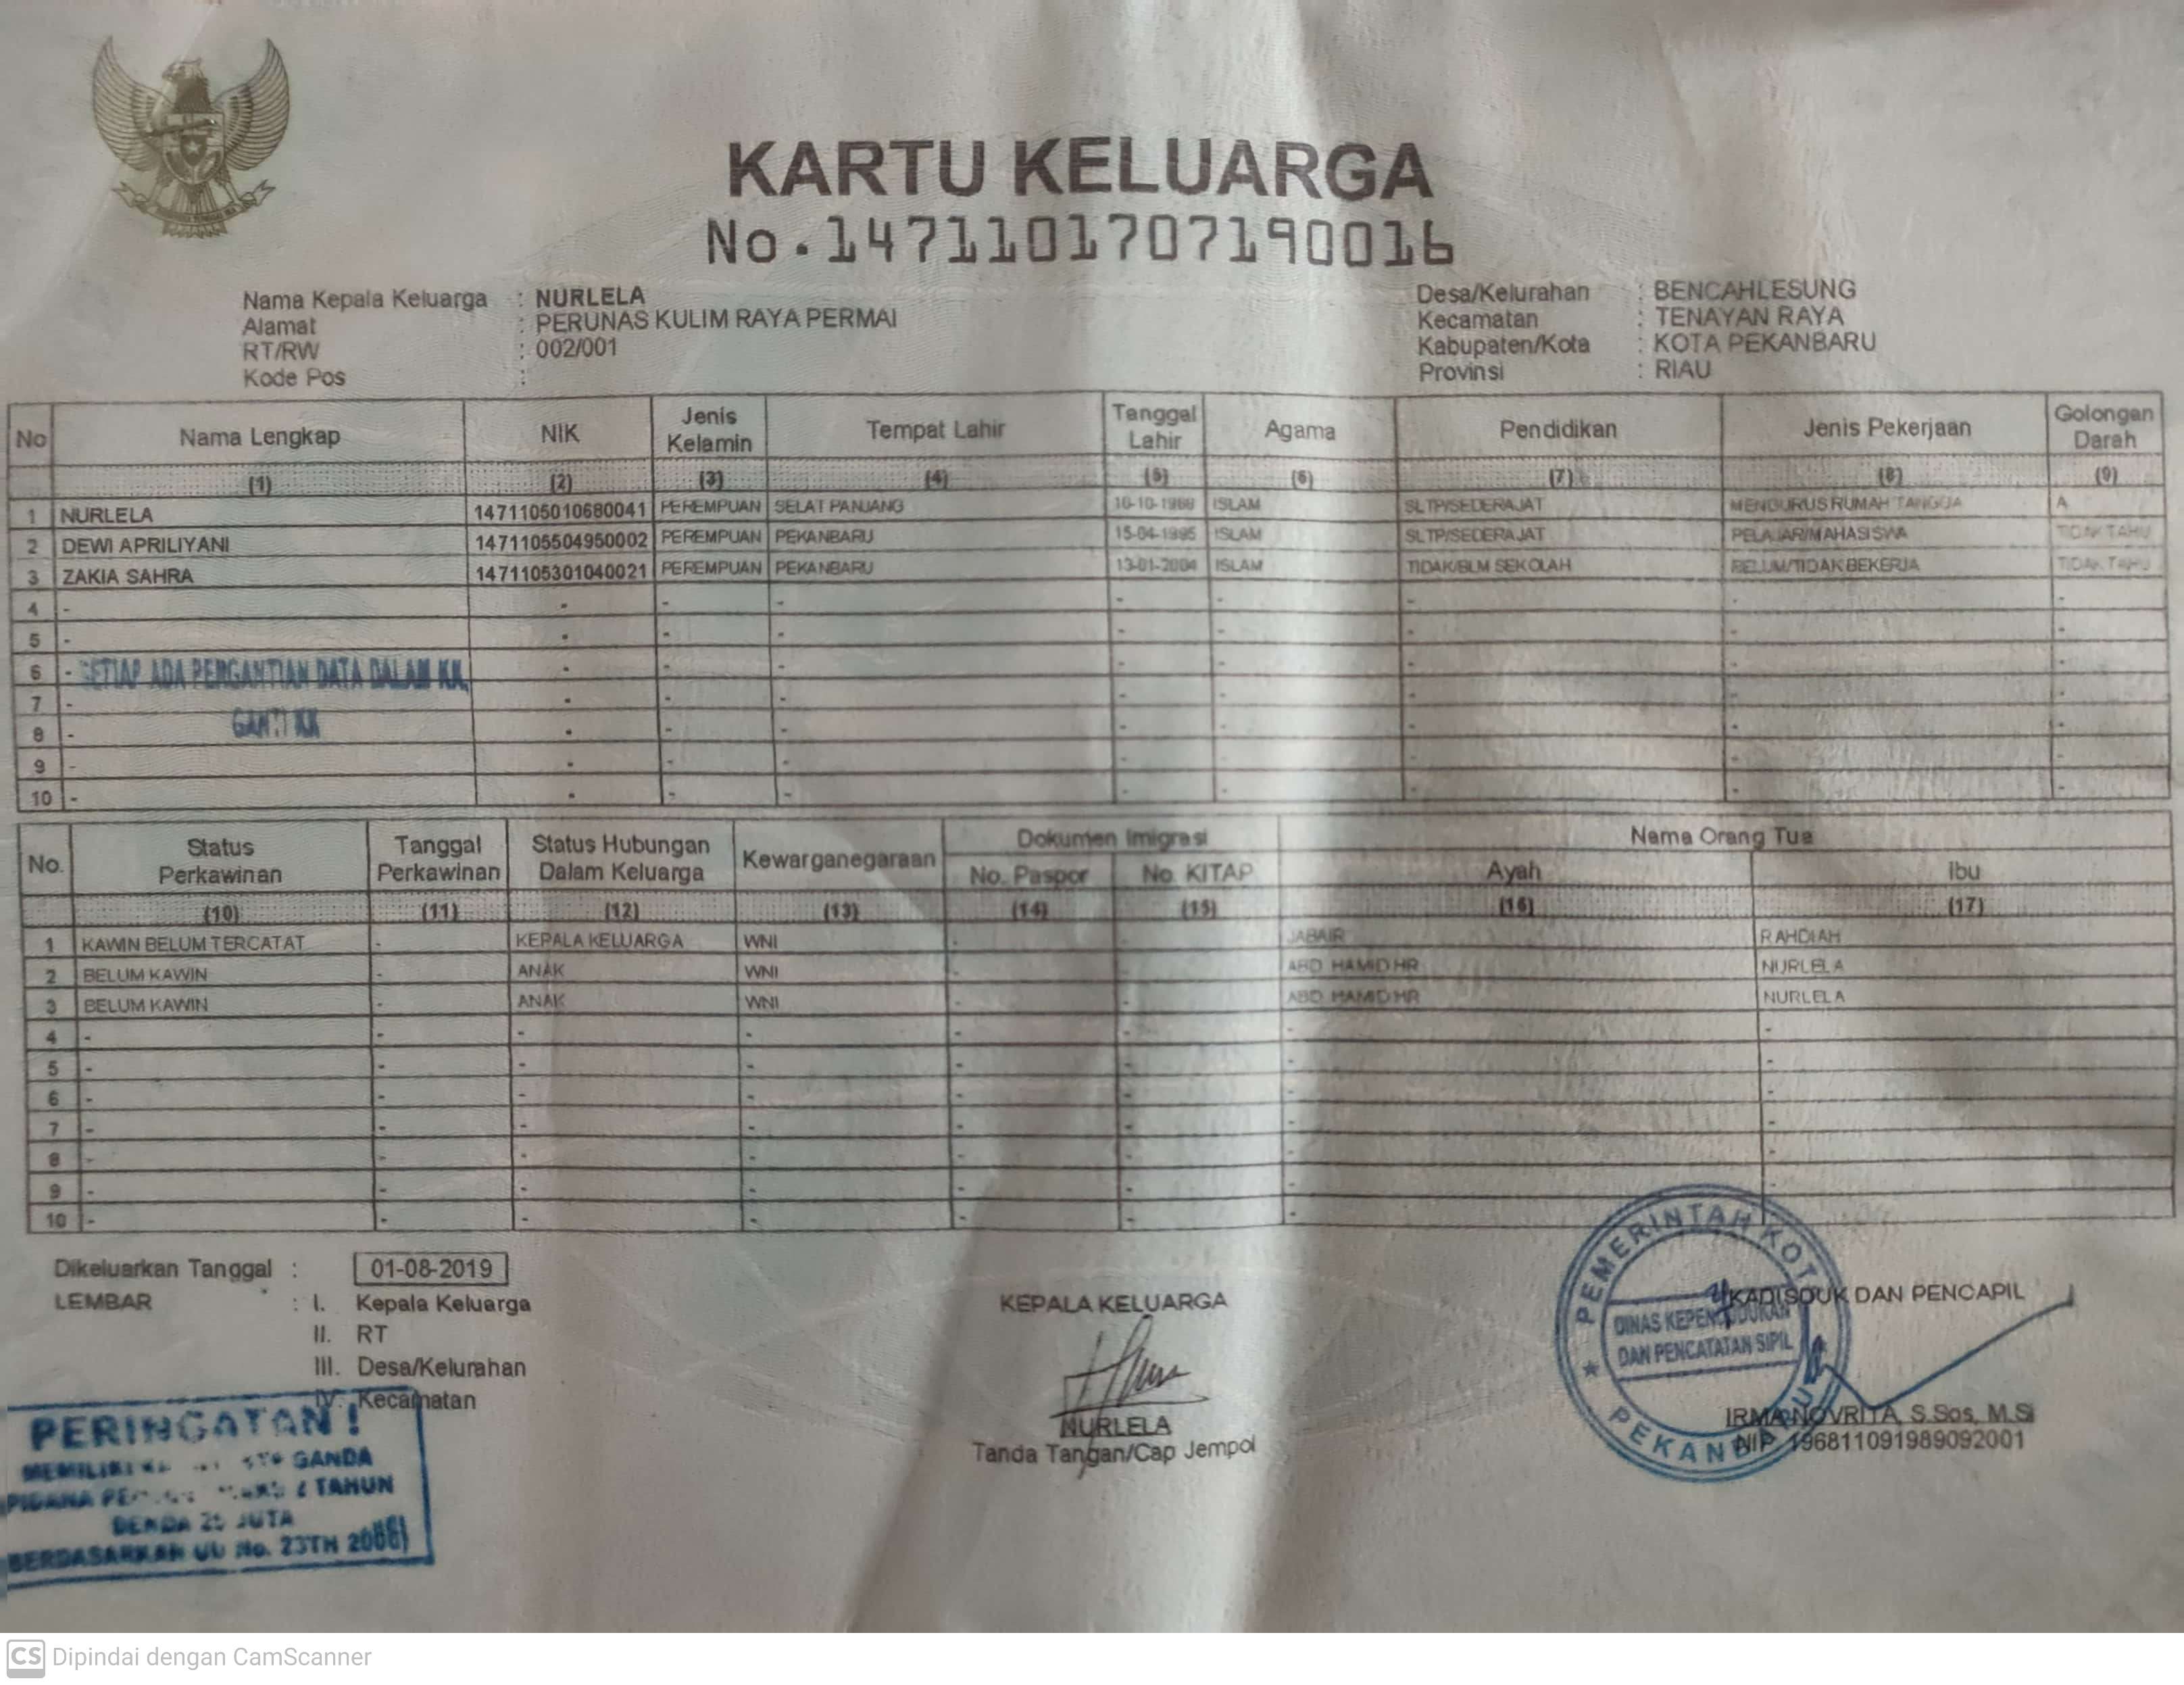 KARTU KELUARGA
No.1471101707190016
Nama Kepala Keluarga : NURLELA
Alamat : PERUNAS KULIM RAYA PERMAI
RT/RW : 002/001
Kode Pos :
Desa/Kelurahan : BENCAHLESUNG
Kecamatan : TENAYAN RAYA
Kabupaten/Kota : KOTA PEKANBARU
Provinsi : RIAU
No Nama Lengkap NIK Jenis Kelamin Tempat Lahir Tanggal Lahir Agama Pendidikan Jenis Pekerjaan Golongan Darah
(1) (2) (3) (4) (5) (6) (7) (8) (9)
1 NURLELA 1471105010680041 PEREMPUAN SELAT PANJANG 10-10-1968 ISLAM SLTP/SEDERAJAT MENGURUS RUMAH TANGGA A
2 DEWI APRILIYANI 1471105504950002 PEREMPUAN PEKANBARU 15-04-1995 ISLAM SLTP/SEDERAJAT PELAJAR/MAHASISWA TIDAK TAHU
3 ZAKIA SAHRA 1471105301040021 PEREMPUAN PEKANBARU 13-01-2004 ISLAM TIDAK/BLM SEKOLAH BELUM/TIDAK BEKERJA TIDAK TAHU
4 - - - - - - - - -
5 - - - - - - - - -
6 - SETIAP ADA PERGANTIAN DATA DALAM KK, - - - - - - - -
7 - - - - - - - - -
GANTI KK
8 - - - - - - - - -
9 - - - - - - - - -
10 - - - - - - - - -
No. Status Perkawinan Tanggal Perkawinan Status Hubungan Dalam Keluarga Kewarganegaraan Dokumen Imigrasi Nama Orang Tua
No. Paspor No. KITAP Ayah Ibu
(10) (11) (12) (13) (14) (15) (16) (17)
1 KAWIN BELUM TERCATAT - KEPALA KELUARGA WNI - - JABAIR RAHDIAH
2 BELUM KAWIN - ANAK WNI - - ABD HAMID HR NURLELA
3 BELUM KAWIN - ANAK WNI - - ABD HAMID HR NURLELA
4 - - - - - - - -
5 - - - - - - - -
6 - - - - - - - -
7 - - - - - - - -
8 - - - - - - - -
9 - - - - - - - -
10 - - - - - - - -
Dikeluarkan Tanggal : 01-08-2019
LEMBAR : I. Kepala Keluarga
II. RT
III. Desa/Kelurahan
IV. Kecamatan
PERINGATAN !
MEMILIKI GANDA
PIDANA TAHUN
DENDA 25 JUTA
BERDASARKAN UU No. 23TH 2006
KEPALA KELUARGA
NURLELA
Tanda Tangan/Cap Jempol
PEMERINTAH KOTA
PEKANBARU
DINAS KEPENDUDUKAN
DAN PENCATATAN SIPIL
KADISDUK DAN PENCAPIL
IRMA NOVRITA, S.Sos, M.Si
NIP. 196811091989092001
CS Dipindai dengan CamScanner